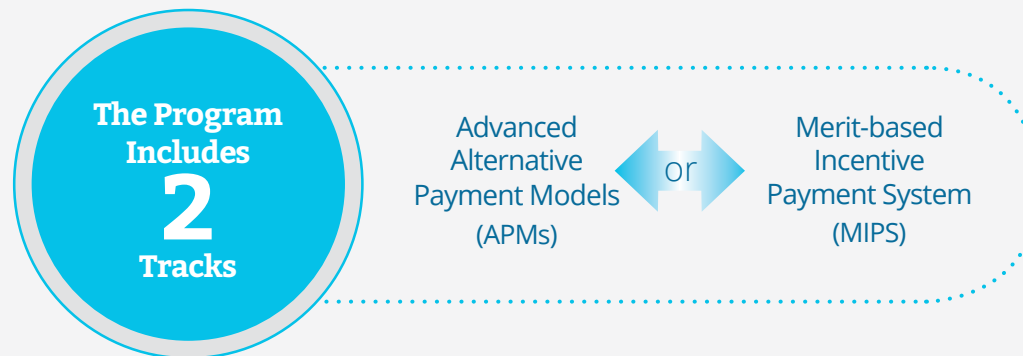 The Program
Includes
2
Tracks
Advanced
Alternative
Payment Models
(APMs)
or
Merit-based
Incentive
Payment System
(MIPS)